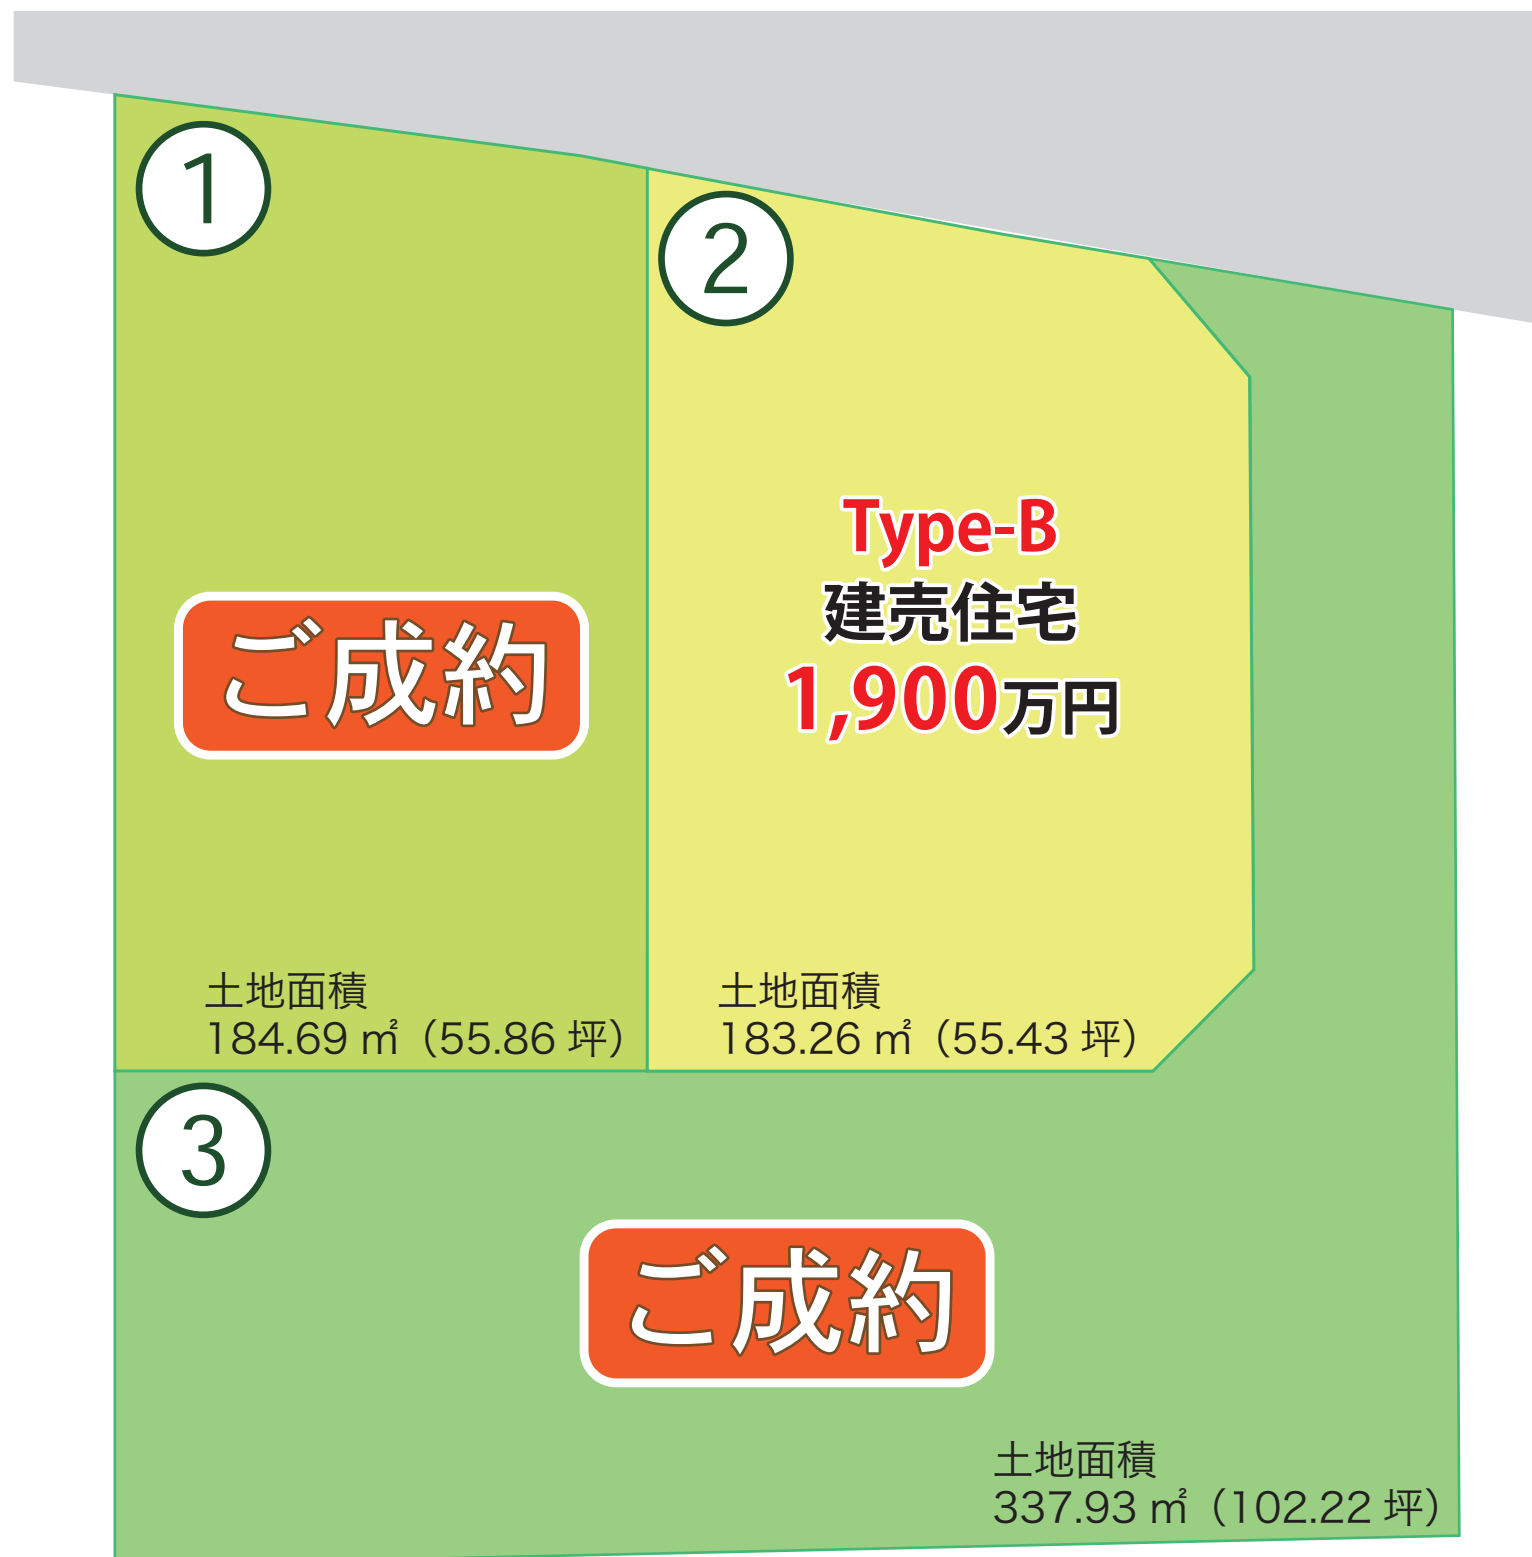 ①
ご成約
土地面積
184.69 ㎡（55.86 坪）
②
Type-B
建売住宅
1,900万円
土地面積
183.26 ㎡（55.43 坪）
③
ご成約
土地面積
337.93 ㎡（102.22 坪）